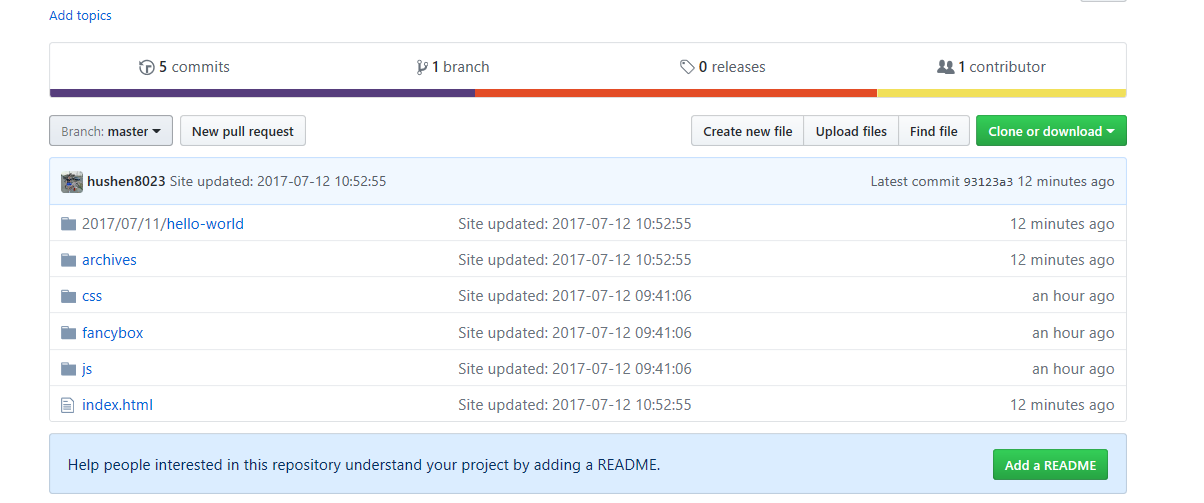 Add topics
5 commits 1 branch 0 releases 1 contributor
Branch: master New pull request Create new file Upload files Find file Clone or download
hushen8023 Site updated: 2017-07-12 10:52:55 Latest commit 93123a3 12 minutes ago
2017/07/11/hello-world Site updated: 2017-07-12 10:52:55 12 minutes ago
archives Site updated: 2017-07-12 10:52:55 12 minutes ago
css Site updated: 2017-07-12 09:41:06 an hour ago
fancybox Site updated: 2017-07-12 09:41:06 an hour ago
js Site updated: 2017-07-12 09:41:06 an hour ago
index.html Site updated: 2017-07-12 10:52:55 12 minutes ago
Help people interested in this repository understand your project by adding a README. Add a README